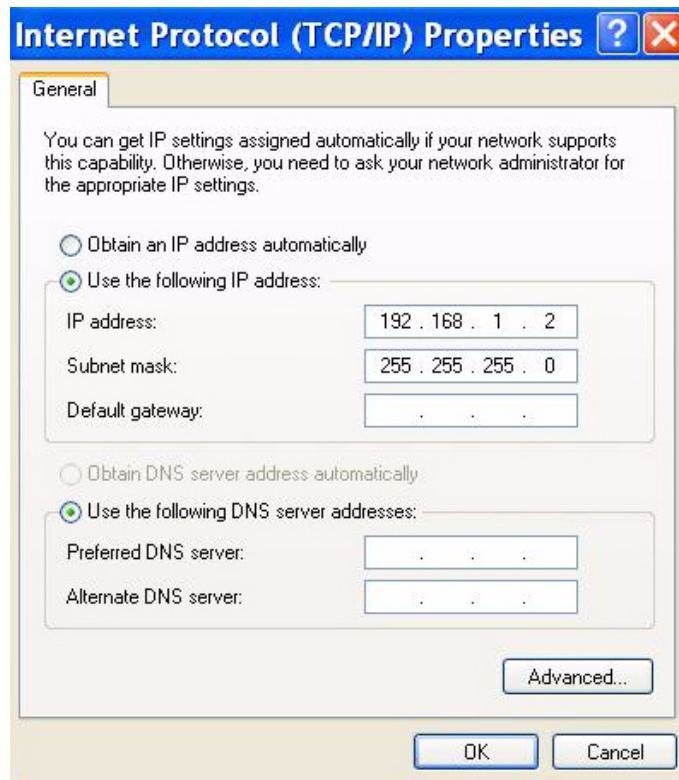 Internet Protocol (TCP/IP) Properties
General
You can get IP settings assigned automatically if your network supports
this capability. Otherwise, you need to ask your network administrator for
the appropriate IP settings.
Obtain an IP address automatically
Use the following IP address:
IP address: 192 . 168 . 1 . 2
Subnet mask: 255 . 255 . 255 . 0
Default gateway: . . .
Obtain DNS server address automatically
Use the following DNS server addresses:
Preferred DNS server: . . .
Alternate DNS server: . . .
Advanced...
OK Cancel